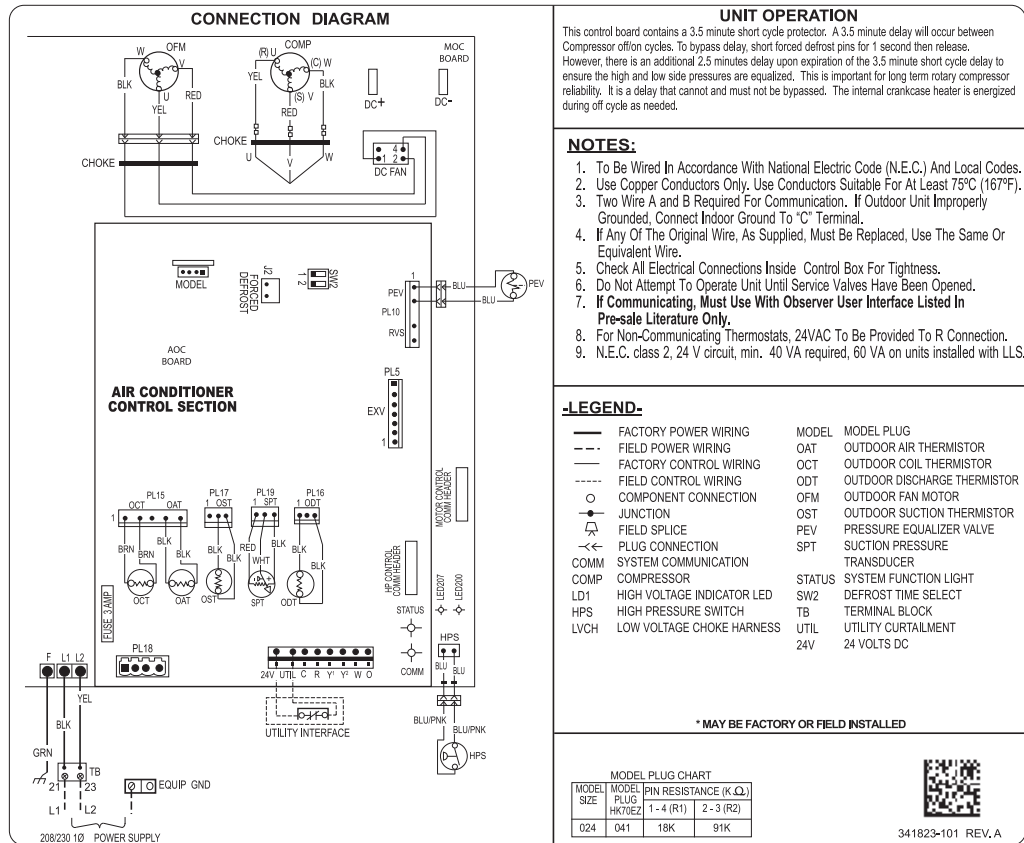 CONNECTION DIAGRAM
OFM
W
V
U
BLK
RED
YEL
CHOKE
COMP
(R) U
(C) W
(S) V
YEL
BLK
RED
CHOKE
U
V
W
MOC
BOARD
DC+
DC-
4
1 2
DC FAN
MODEL
J2
FORCED
DEFROST
SW2
1 2
1
PEV
PL10
RVS
BLU
BLU
PEV
AOC
BOARD
AIR CONDITIONER
CONTROL SECTION
PL5
EXV
1
PL15
OCT OAT
1
BRN
BRN
BLK
BLK
OCT
OAT
PL17
1 OST
BLK
BLK
OST
PL19
1 SPT
RED
WHT
BLK
SPT
PL16
1 ODT
BLK
BLK
ODT
MOTOR CONTROL
COMM HEADER
HP CONTROL
COMM HEADER
LED207
LED200
STATUS
COMM
FUSE 3 AMP
PL18
24V UTIL C R Y¹ Y² W O
UTILITY INTERFACE
HPS
BLU
BLU
BLU/PNK
BLU/PNK
HPS
F L1 L2
YEL
BLK
GRN
TB
21 23
L1 L2
EQUIP GND
208/230 1Ø POWER SUPPLY
UNIT OPERATION
This control board contains a 3.5 minute short cycle protector. A 3.5 minute delay will occur between
Compressor off/on cycles. To bypass delay, short forced defrost pins for 1 second then release.
However, there is an additional 2.5 minutes delay upon expiration of the 3.5 minute short cycle delay to
ensure the high and low side pressures are equalized. This is important for long term rotary compressor
reliability. It is a delay that cannot and must not be bypassed. The internal crankcase heater is energized
during off cycle as needed.
NOTES:
1. To Be Wired In Accordance With National Electric Code (N.E.C.) And Local Codes.
2. Use Copper Conductors Only. Use Conductors Suitable For At Least 75ºC (167ºF).
3. Two Wire A and B Required For Communication. If Outdoor Unit Improperly
Grounded, Connect Indoor Ground To “C” Terminal.
4. If Any Of The Original Wire, As Supplied, Must Be Replaced, Use The Same Or
Equivalent Wire.
5. Check All Electrical Connections Inside Control Box For Tightness.
6. Do Not Attempt To Operate Unit Until Service Valves Have Been Opened.
7. If Communicating, Must Use With Observer User Interface Listed In
Pre-sale Literature Only.
8. For Non-Communicating Thermostats, 24VAC To Be Provided To R Connection.
9. N.E.C. class 2, 24 V circuit, min. 40 VA required, 60 VA on units installed with LLS.
-LEGEND-
FACTORY POWER WIRING
FIELD POWER WIRING
FACTORY CONTROL WIRING
FIELD CONTROL WIRING
COMPONENT CONNECTION
JUNCTION
FIELD SPLICE
PLUG CONNECTION
COMM SYSTEM COMMUNICATION
COMP COMPRESSOR
LD1 HIGH VOLTAGE INDICATOR LED
HPS HIGH PRESSURE SWITCH
LVCH LOW VOLTAGE CHOKE HARNESS
MODEL MODEL PLUG
OAT OUTDOOR AIR THERMISTOR
OCT OUTDOOR COIL THERMISTOR
ODT OUTDOOR DISCHARGE THERMISTOR
OFM OUTDOOR FAN MOTOR
OST OUTDOOR SUCTION THERMISTOR
PEV PRESSURE EQUALIZER VALVE
SPT SUCTION PRESSURE
TRANSDUCER
STATUS SYSTEM FUNCTION LIGHT
SW2 DEFROST TIME SELECT
TB TERMINAL BLOCK
UTIL UTILITY CURTAILMENT
24V 24 VOLTS DC
* MAY BE FACTORY OR FIELD INSTALLED
MODEL PLUG CHART
MODEL SIZE MODEL PLUG HK70EZ PIN RESISTANCE (K Ω)
1 - 4 (R1) 2 - 3 (R2)
024 041 18K 91K
341823-101 REV. A